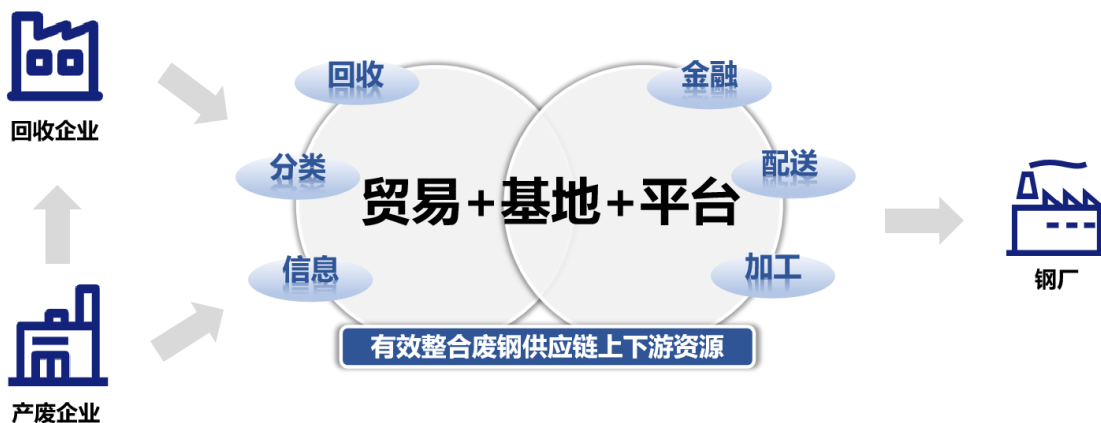 回收
金融
回收企业
分类
配送
贸易+基地+平台
信息
加工
钢厂
有效整合废钢供应链上下游资源
产废企业